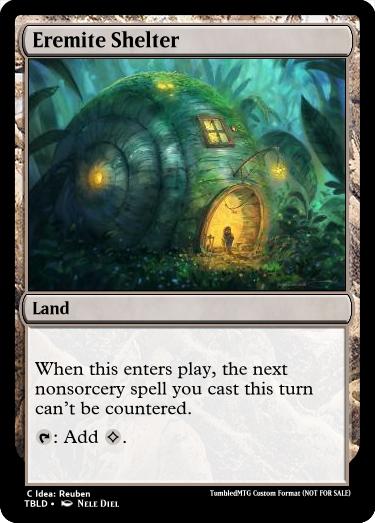 Eremite Shelter
Land
When this enters play, the next
nonsorcery spell you cast this turn
can't be countered.
: Add .
C Idea: Reuben
TBLD • Nele Diel
TumbledMTG Custom Format (NOT FOR SALE)